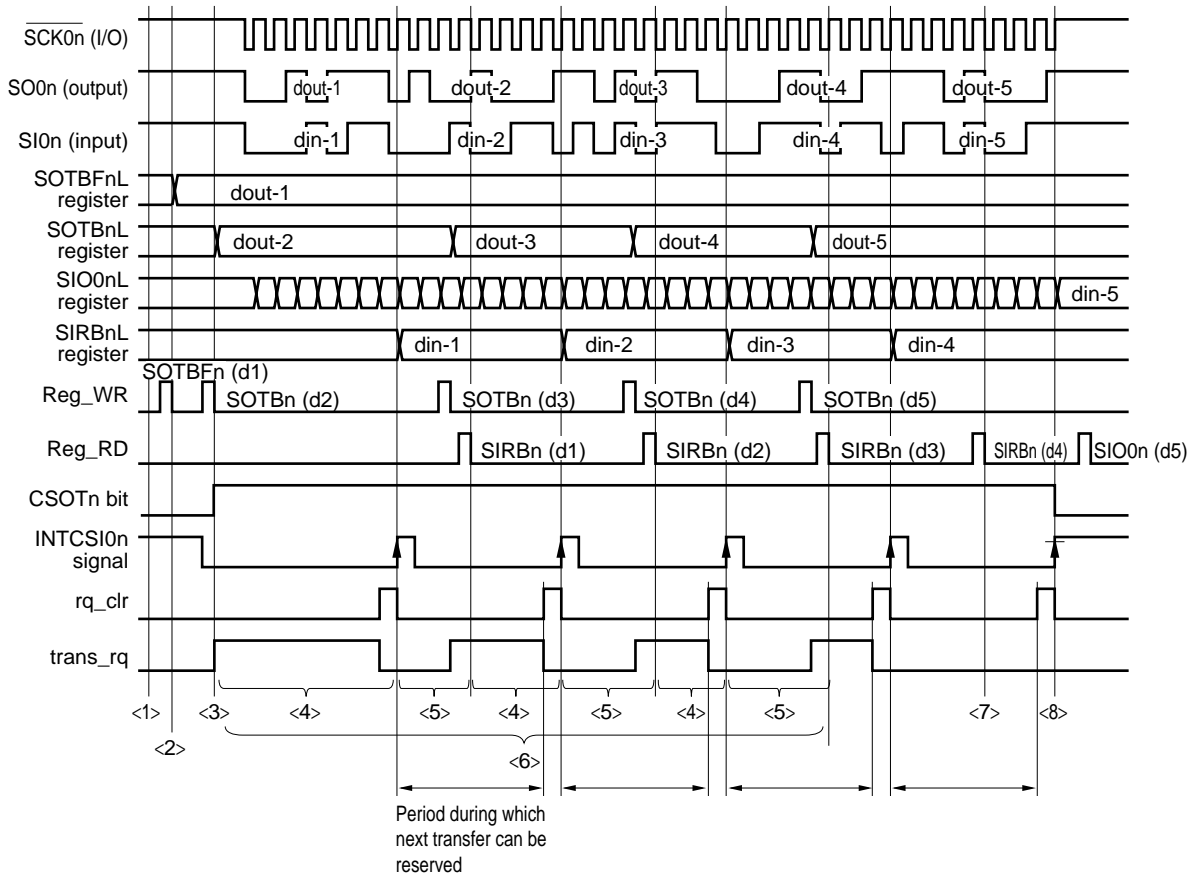 SCK0n (I/O)
SO0n (output)
dout-1 dout-2 dout-3 dout-4 dout-5
SI0n (input)
din-1 din-2 din-3 din-4 din-5
SOTBFnL
register
dout-1
SOTBnL
register
dout-2 dout-3 dout-4 dout-5
SIO0nL
register
din-5
SIRBnL
register
din-1 din-2 din-3 din-4
SOTBFn (d1)
Reg_WR
SOTBn (d2) SOTBn (d3) SOTBn (d4) SOTBn (d5)
Reg_RD
SIRBn (d1) SIRBn (d2) SIRBn (d3) SIRBn (d4) SIO0n (d5)
CSOTn bit
INTCSI0n
signal
rq_clr
trans_rq
<1> <3> <4> <5> <4> <5> <4> <5> <7> <8>
<2> <6>
Period during which
next transfer can be
reserved